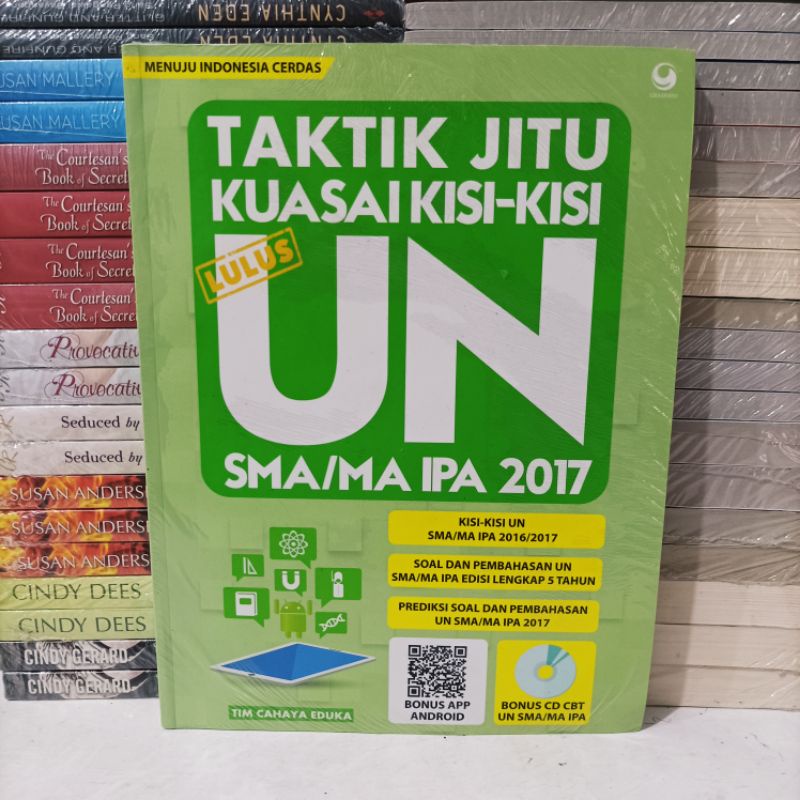 CYNTHIA EDEN
CYNTHIA EDEN
SUSAN MALLERY
SUSAN MALLERY
The Courtesan's
Book of Secret
The Courtesan's
Book of Secret
The Courtesan's
Book of Secret
The Courtesan's
Book of Secret
PROVOCATIV
PROVOCATIV
Seduced by
Seduced by
SUSAN ANDERS
SUSAN ANDERS
SUSAN ANDERS
CINDY DEES
CINDY DEES
CINDY GERARD
CINDY GERARD
MENUJU INDONESIA CERDAS
TAKTIK JITU
KUASAI KISI-KISI
LULUS
UN
SMA/MA IPA 2017
KISI-KISI UN
SMA/MA IPA 2016/2017
SOAL DAN PEMBAHASAN UN
SMA/MA IPA EDISI LENGKAP 5 TAHUN
PREDIKSI SOAL DAN PEMBAHASAN
UN SMA/MA IPA 2017
BONUS APP
ANDROID
BONUS CD CBT
UN SMA/MA IPA
TIM CAHAYA EDUKA